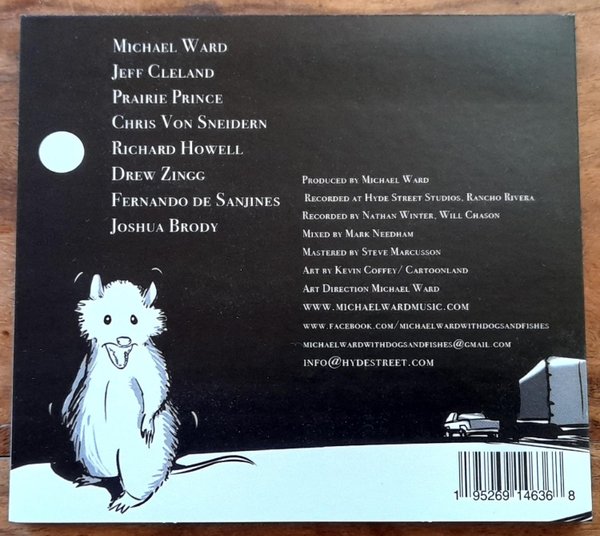 Michael Ward
Jeff Cleland
Prairie Prince
Chris Von Sneidern
Richard Howell
Drew Zingg
Fernando de Sanjines
Joshua Brody
Produced by Michael Ward
Recorded at Hyde Street Studios, Rancho Rivera
Recorded by Nathan Winter, Will Chason
Mixed by Mark Needham
Mastered by Steve Marcusson
Art by Kevin Coffey/ Cartoonland
Art Direction Michael Ward
www.michaelwardmusic.com
www.facebook.com/michaelwardwithdogsandfishes
michaelwardwithdogsandfishes@gmail.com
info@hydestreet.com
1 95269 14636 8